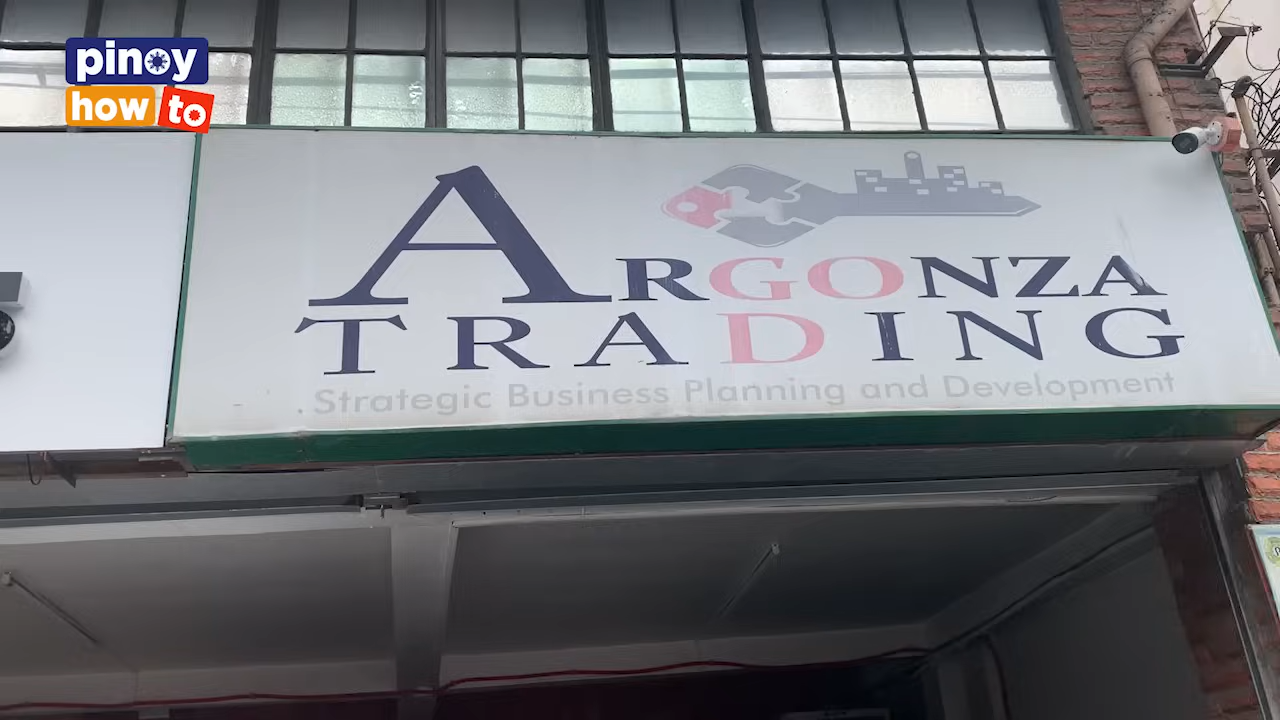 pinoy
how to
ARGONZA
TRADING
Strategic Business Planning and Development